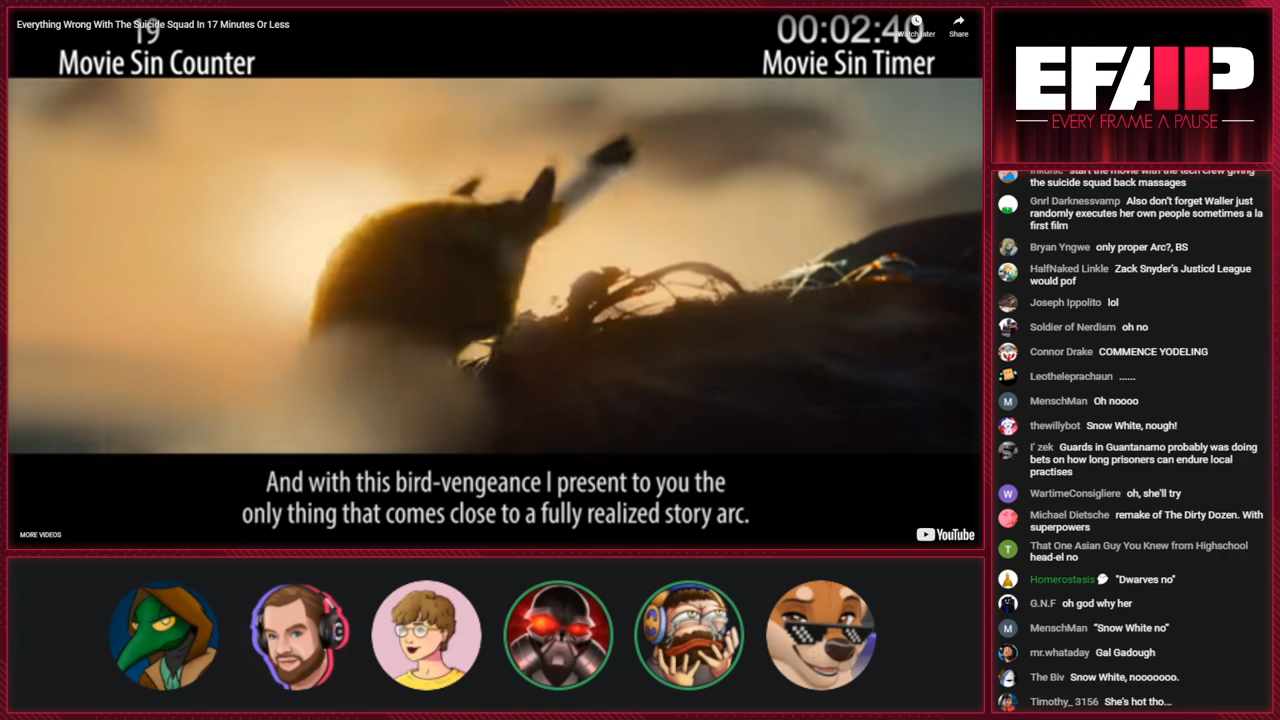 Everything Wrong With The Suicide Squad In 17 Minutes Or Less
19
Movie Sin Counter
00:02:40
Movie Sin Timer
Watch later
Share
And with this bird-vengeance I present to you the
only thing that comes close to a fully realized story arc.
MORE VIDEOS
YouTube
EFAP
EVERY FRAME A PAUSE
start the movie with the tech crew giving
the suicide squad back massages
Gnrl Darknessvamp Also don't forget Waller just
randomly executes her own people sometimes a la
first film
Bryan Yngwe only proper Arc?, BS
HalfNaked Linkle Zack Snyder's Justicd League
would pof
Joseph Ippolito lol
Soldier of Nerdism oh no
Connor Drake COMMENCE YODELING
Leotheleprachaun ......
M MenschMan Oh noooo
thewillybot Snow White, nough!
I' zek Guards in Guantanamo probably was doing
bets on how long prisoners can endure local
practises
W WartimeConsigliere oh, she'll try
Michael Dietsche remake of The Dirty Dozen. With
superpowers
T That One Asian Guy You Knew from Highschool
head-el no
Homerostasis "Dwarves no"
G.N.F oh god why her
M MenschMan "Snow White no"
mr.whataday Gal Gadough
The Biv Snow White, nooooooo.
Timothy_ 3156 She's hot tho...